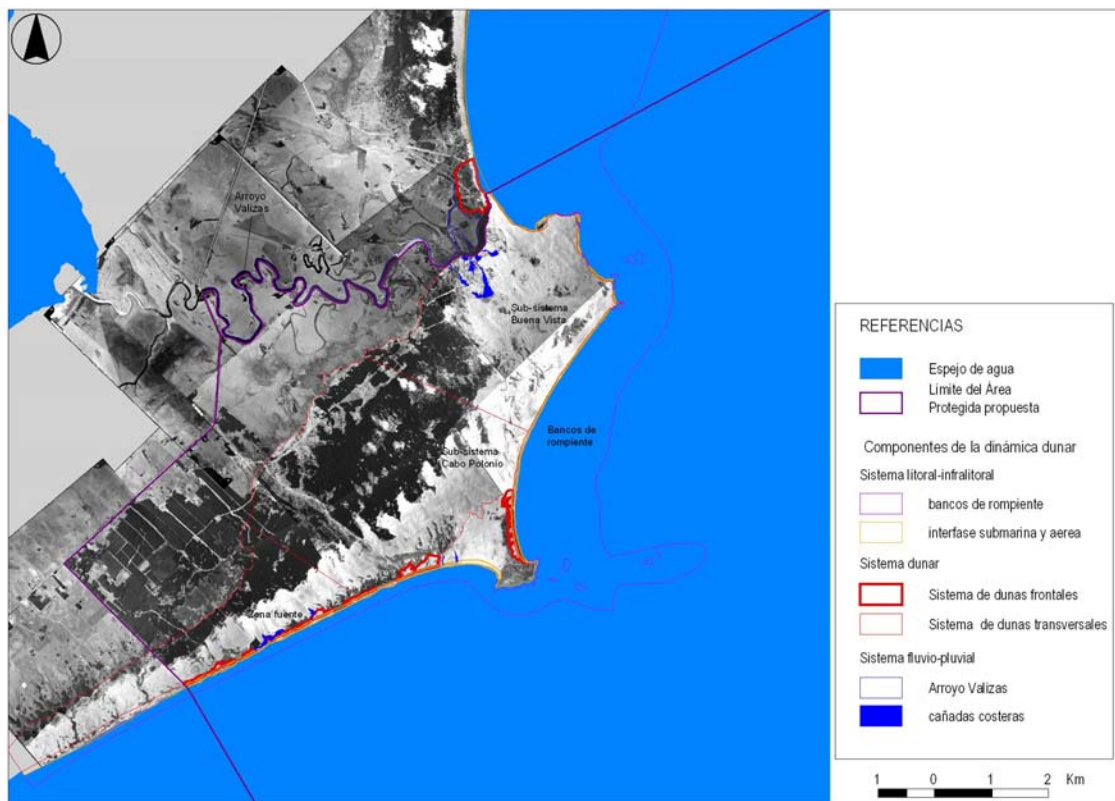 Arroyo
Valizas
Sub-sistema
Buena Vista
Bancos de
rompiente
Sub-sistema
Cabo Polonio
Zona fuente
REFERENCIAS
Espejo de agua
Límite del Área
Protegida propuesta
Componentes de la dinámica dunar
Sistema litoral-infralitoral
bancos de rompiente
interfase submarina y aerea
Sistema dunar
Sistema de dunas frontales
Sistema de dunas transversales
Sistema fluvio-pluvial
Arroyo Valizas
cañadas costeras
1 0 1 2 Km